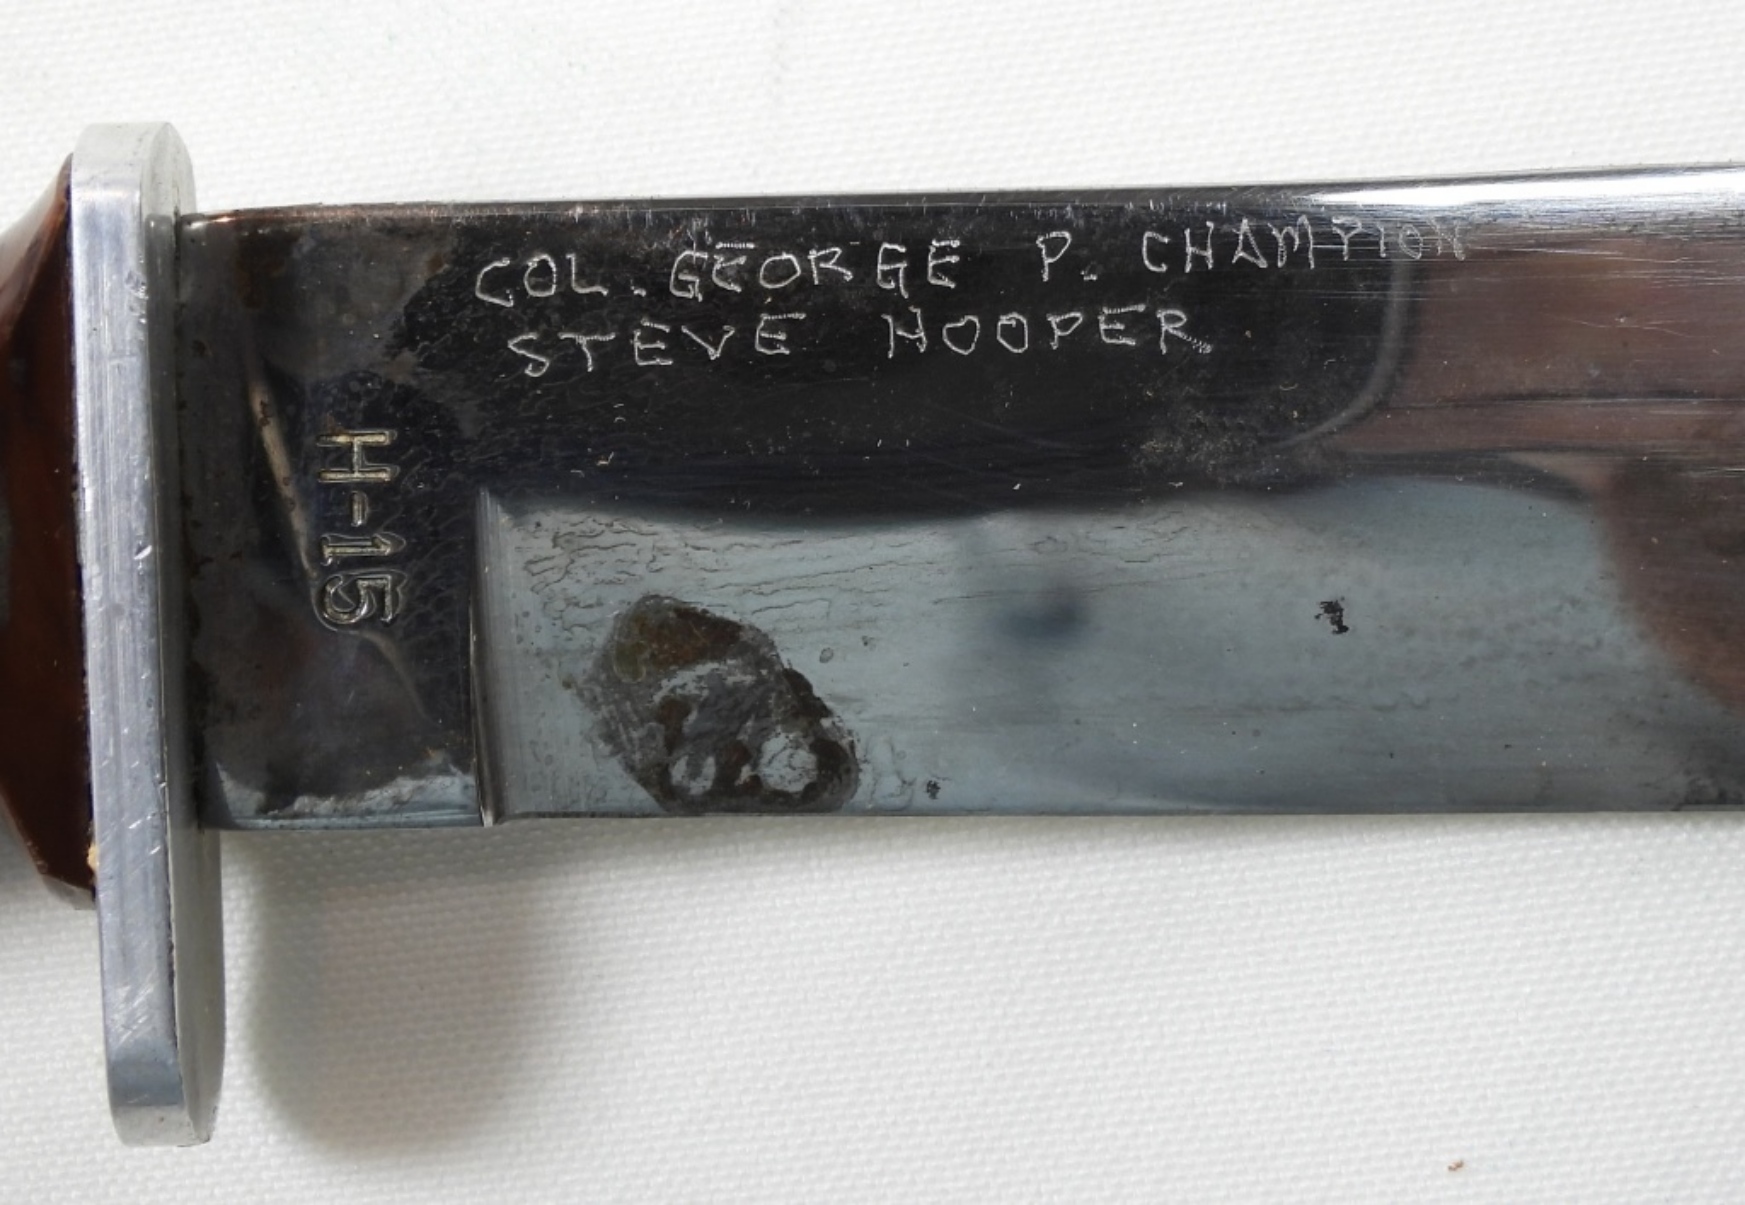 COL. GEORGE P. CHAMPION
STEVE HOOPER
H-15